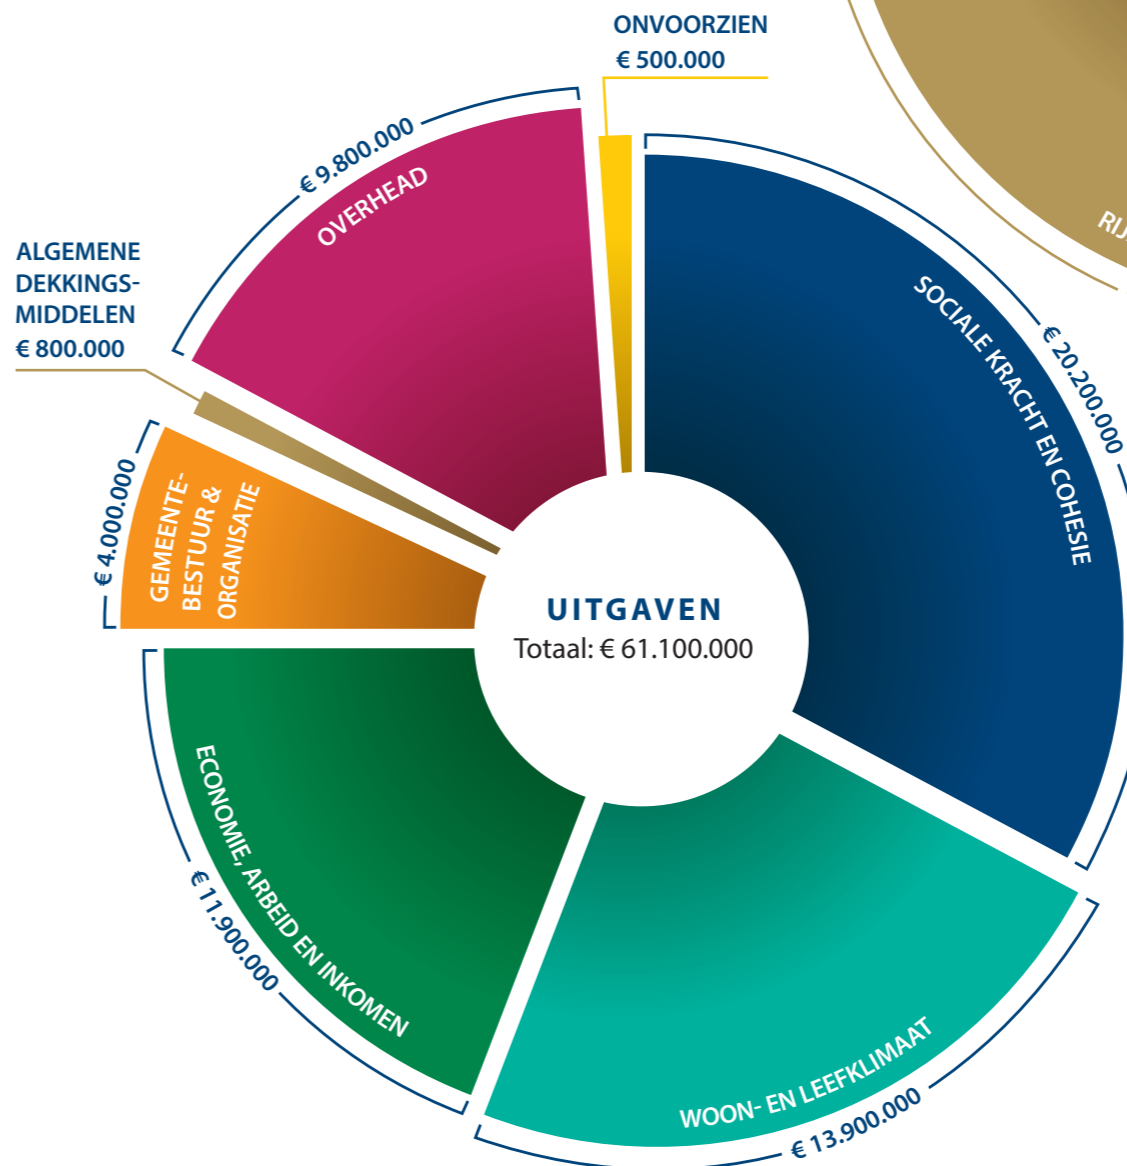 ONVOORZIEN
€ 500.000
€ 9.800.000
OVERHEAD
ALGEMENE
DEKKINGS-
MIDDELEN
€ 800.000
SOCIALE KRACHT EN COHESIE
€ 20.200.000
€ 4.000.000
GEMEENTE-
BESTUUR &
ORGANISATIE
UITGAVEN
Totaal: € 61.100.000
ECONOMIE, ARBEID EN INKOMEN
€ 11.900.000
WOON- EN LEEFKLIMAAT
€ 13.900.000